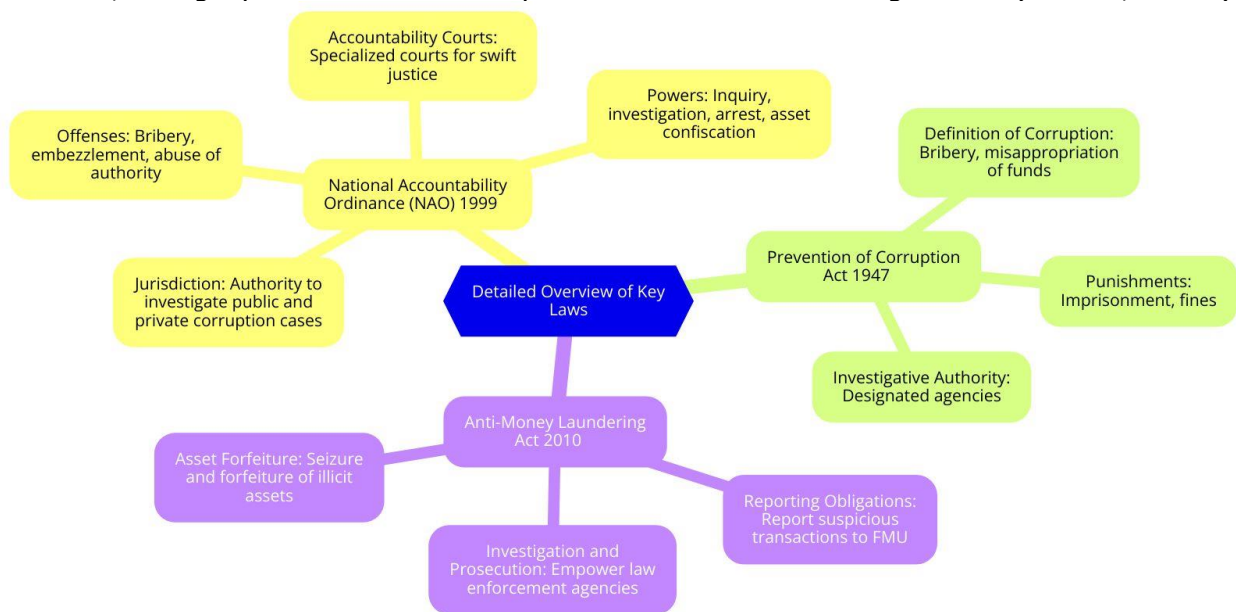 Accountability Courts:
Specialized courts for swift
justice
Powers: Inquiry,
investigation, arrest, asset
confiscation
Offenses: Bribery,
embezzlement, abuse of
authority
National Accountability
Ordinance (NAO) 1999
Jurisdiction: Authority to
investigate public and
private corruption cases
Detailed Overview of Key
Laws
Definition of Corruption:
Bribery, misappropriation
of funds
Prevention of Corruption
Act 1947
Punishments:
Imprisonment, fines
Investigative Authority:
Designated agencies
Anti-Money Laundering
Act 2010
Asset Forfeiture: Seizure
and forfeiture of illicit
assets
Investigation and
Prosecution: Empower law
enforcement agencies
Reporting Obligations:
Report suspicious
transactions to FMU